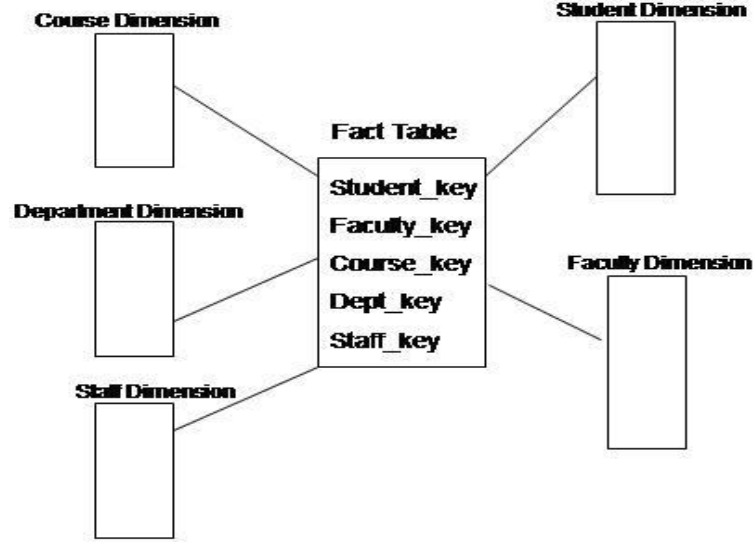 Course Dimension
Student Dimension
Fact Table
Student_key
Faculty_key
Course_key
Dept_key
Staff_key
Department Dimension
Faculty Dimension
Staff Dimension